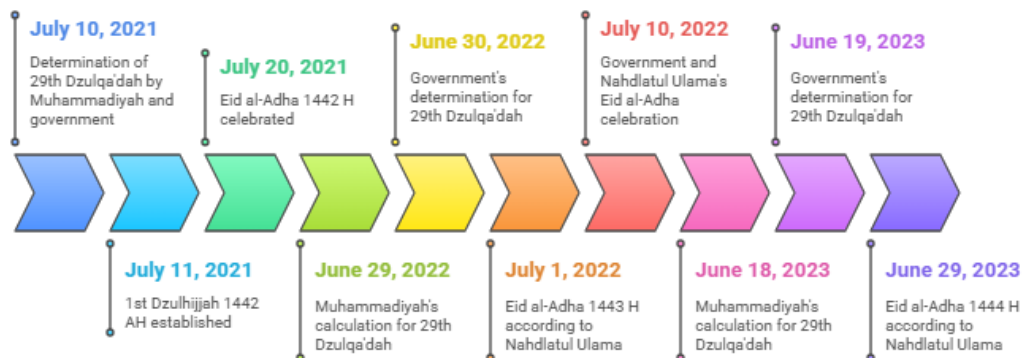 July 10, 2021
Determination of
29th Dzulqa'dah by
Muhammadiyah and
government
July 11, 2021
1st Dzulhijjah 1442
AH established
July 20, 2021
Eid al-Adha 1442 H
celebrated
June 29, 2022
Muhammadiyah's
calculation for 29th
Dzulqa'dah
June 30, 2022
Government's
determination for
29th Dzulqa'dah
July 1, 2022
Eid al-Adha 1443 H
according to
Nahdlatul Ulama
July 10, 2022
Government and
Nahdlatul Ulama's
Eid al-Adha
celebration
June 18, 2023
Muhammadiyah's
calculation for 29th
Dzulqa'dah
June 19, 2023
Government's
determination for
29th Dzulqa'dah
June 29, 2023
Eid al-Adha 1444 H
according to
Nahdlatul Ulama